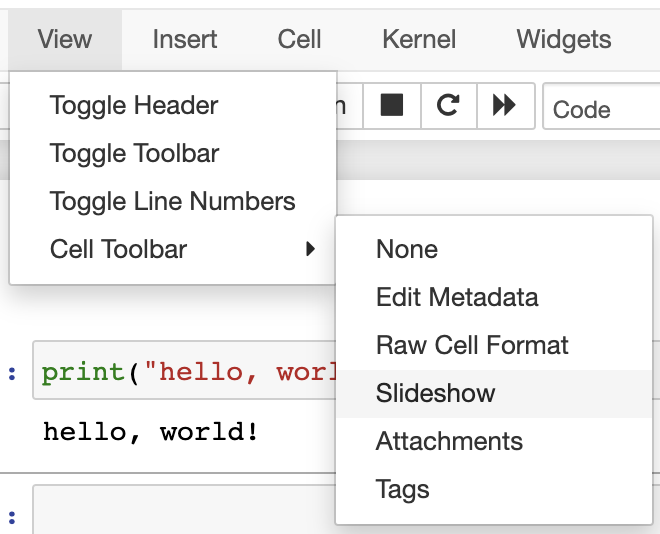 View Insert Cell Kernel Widgets
Toggle Header
Toggle Toolbar
Toggle Line Numbers
Cell Toolbar
Code
None
Edit Metadata
Raw Cell Format
Slideshow
Attachments
Tags
: print("hello, worl
hello, world!
: